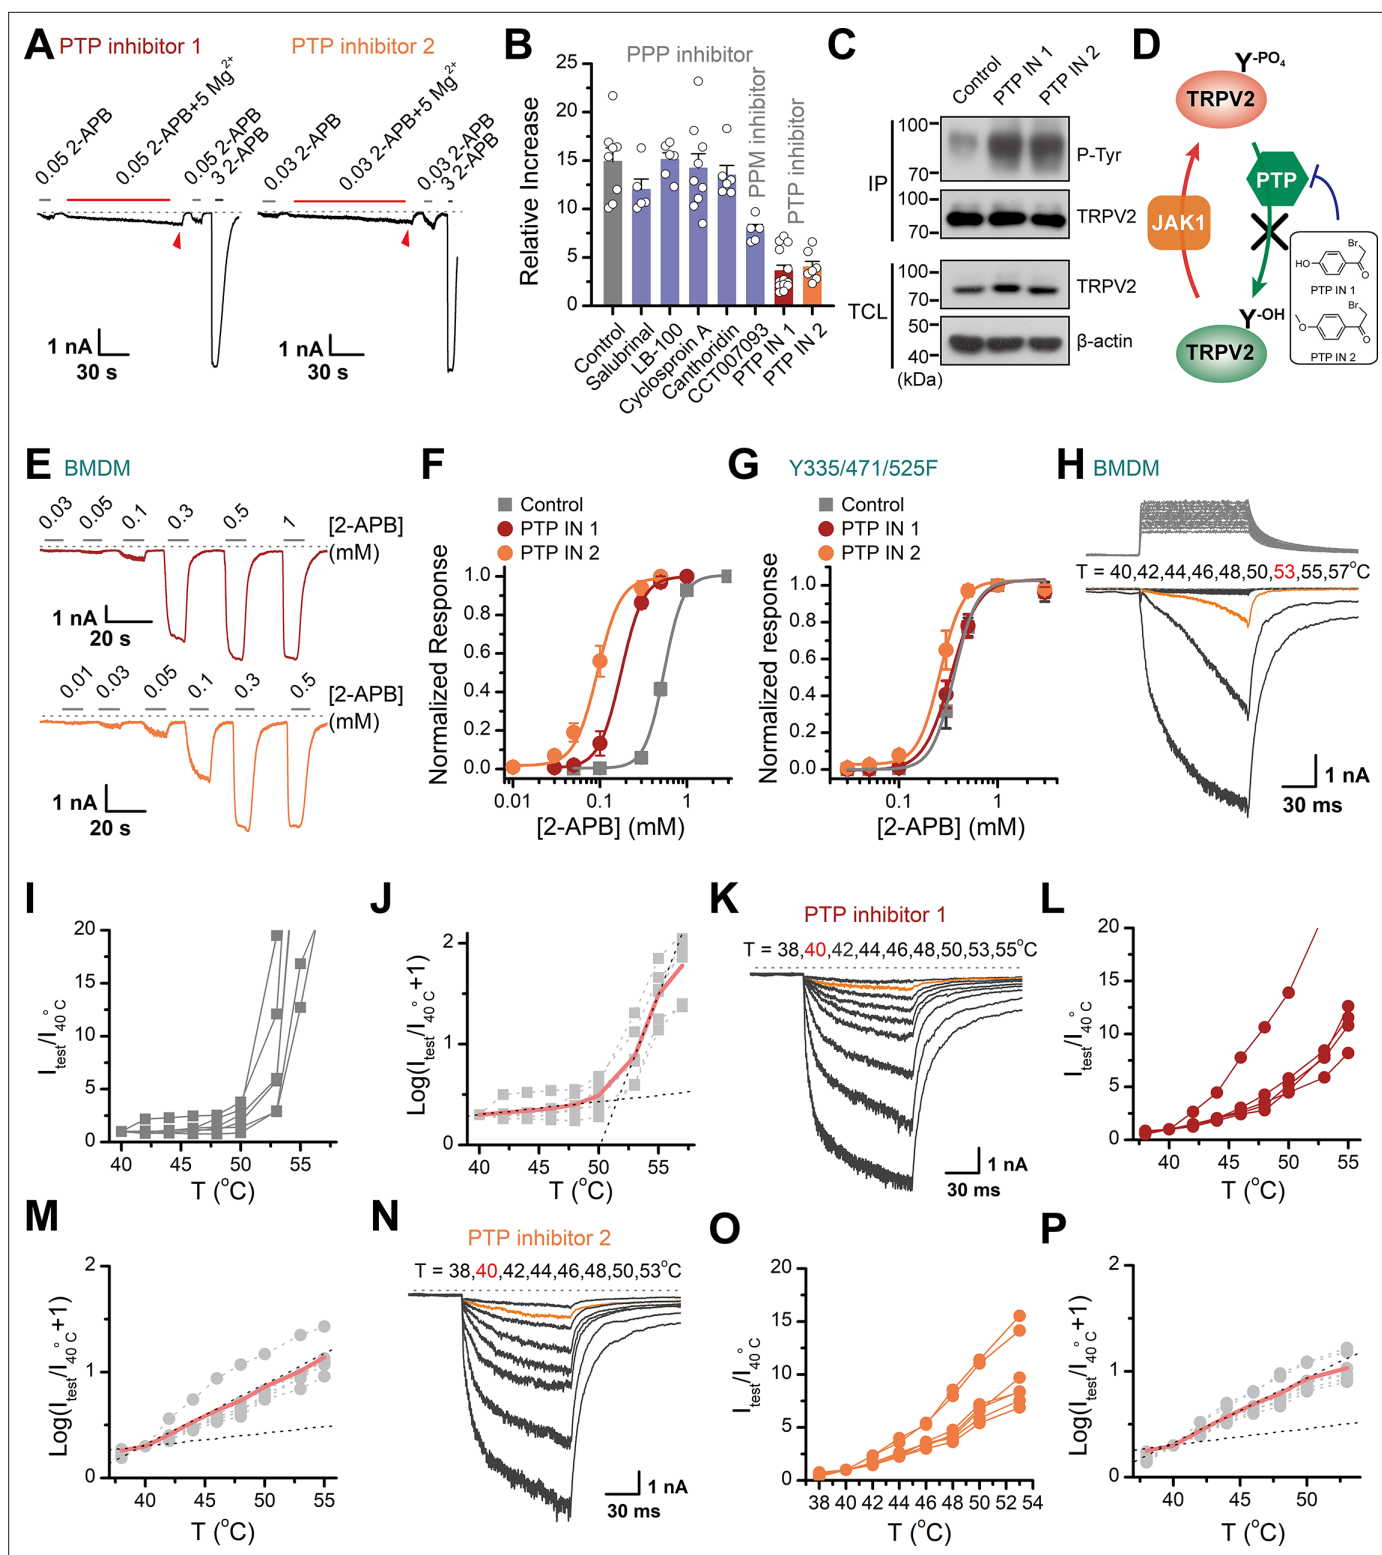 A
PTP inhibitor 1
PTP inhibitor 2
0.05 2-APB
0.05 2-APB+5 Mg²⁺
0.05 2-APB
3 2-APB
0.03 2-APB
0.03 2-APB+5 Mg²⁺
0.03 2-APB
3 2-APB
1 nA
30 s
1 nA
30 s
B
PPP inhibitor
PPM inhibitor
PTP inhibitor
Relative Increase
25
20
15
10
5
0
Control
Salubrinal
LB-100
Cyclosproin A
Canthoridin
CCT007093
PTP IN 1
PTP IN 2
C
Control
PTP IN 1
PTP IN 2
IP
100
70
P-Tyr
100
70
TRPV2
TCL
100
70
TRPV2
50
40
β-actin
(kDa)
D
Y-PO₄
TRPV2
PTP
JAK1
Y-OH
TRPV2
Br
HO
O
PTP IN 1
Br
O
O
PTP IN 2
E
BMDM
0.03 0.05 0.1 0.3 0.5 1
[2-APB]
(mM)
1 nA
20 s
0.01 0.03 0.05 0.1 0.3 0.5
[2-APB]
(mM)
1 nA
20 s
F
Control
PTP IN 1
PTP IN 2
Normalized Response
1.0
0.8
0.6
0.4
0.2
0.0
0.01 0.1 1
[2-APB] (mM)
G
Y335/471/525F
Control
PTP IN 1
PTP IN 2
Normalized response
1.0
0.8
0.6
0.4
0.2
0.0
0.1 1
[2-APB] (mM)
H
BMDM
T = 40,42,44,46,48,50,53,55,57°C
1 nA
30 ms
I
Itest/I40°C
20
15
10
5
0
40 45 50 55
T (°C)
J
Log(Itest/I40°C+1)
2
1
0
40 45 50 55
T (°C)
K
PTP inhibitor 1
T = 38,40,42,44,46,48,50,53,55°C
1 nA
30 ms
L
Itest/I40°C
20
15
10
5
0
40 45 50 55
T (°C)
M
Log(Itest/I40°C+1)
2
1
0
40 45 50 55
T (°C)
N
PTP inhibitor 2
T = 38,40,42,44,46,48,50,53°C
1 nA
30 ms
O
Itest/I40°C
20
15
10
5
0
38 40 42 44 46 48 50 52 54
T (°C)
P
Log(Itest/I40°C+1)
2
1
0
40 45 50
T (°C)